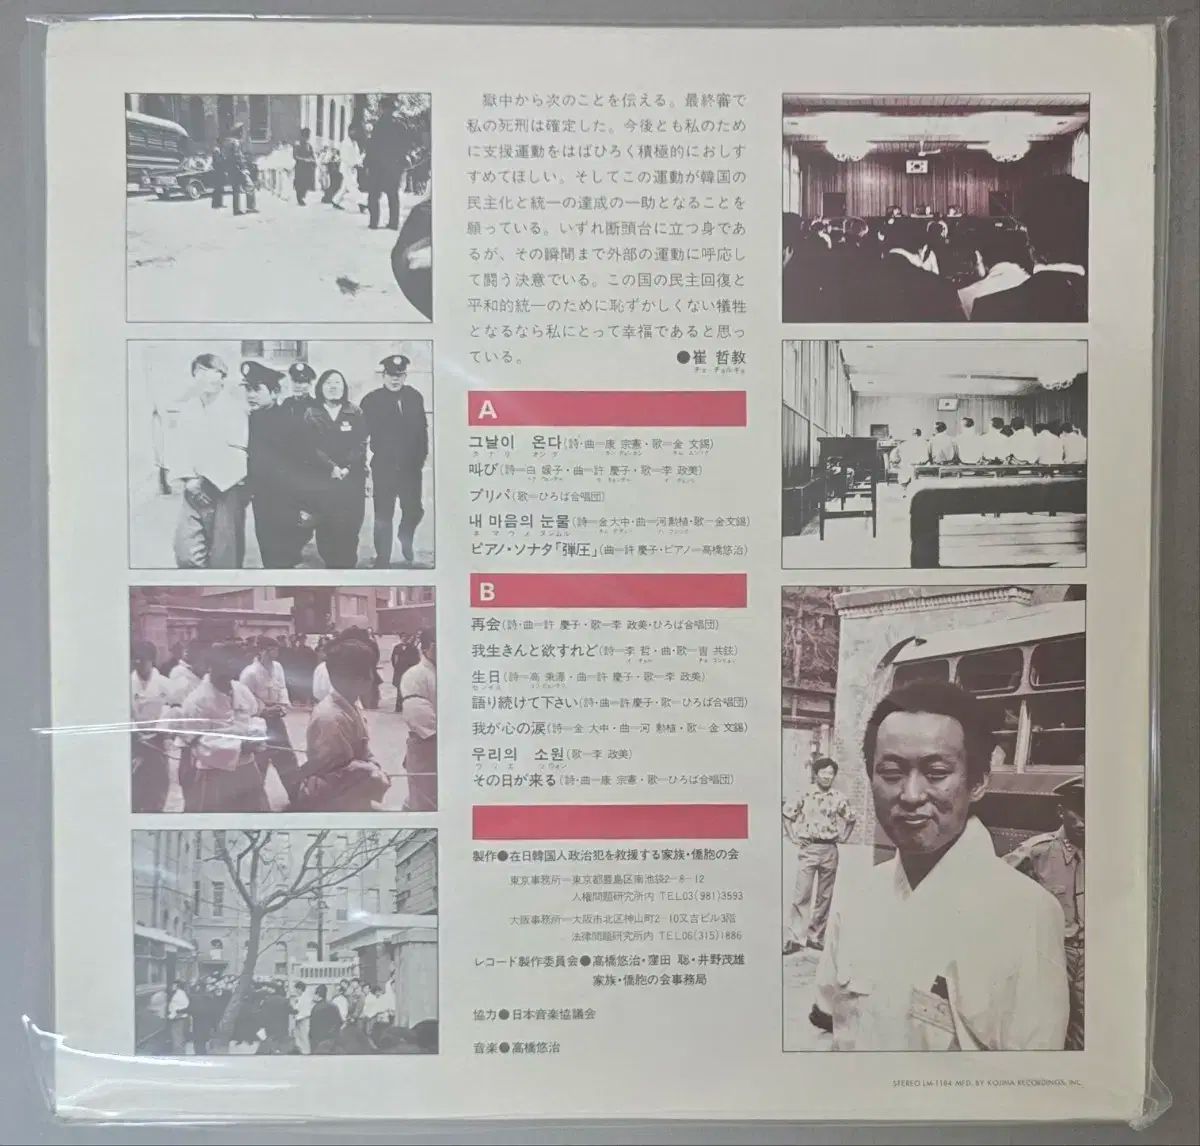 獄中から次のことを伝える。最終審で
私の死刑は確定した。今後とも私のため
に支援運動をはばひろく積極的におしす
すめてほしい。そしてこの運動が韓国の
民主化と統一の達成の一助となることを
願っている。いずれ断頭台に立つ身であ
るが、その瞬間まで外部の運動に呼応し
て闘う決意でいる。この国の民主回復と
平和的統一のために恥ずかしくない犠牲
となるなら私にとって幸福であると思っ
ている。 ●崔 哲教
チェ・チョルギョ
A
그날이 온다(詩・曲=康 宗憲・歌=金 文錫)
叫び(詩=白 媛子・曲=許 慶子・歌=李 政美)
プリパ(歌=ひろば合唱団)
내 마음의 눈물(詩=金大中・曲=河勲植・歌=金文錫)
ネ マウメ ヌンムル
ピアノ・ソナタ「弾圧」(曲=許 慶子・ピアノ=高橋悠治)
B
再会(詩・曲=許 慶子・歌=李 政美・ひろば合唱団)
我生きんと欲すれど(詩=李 哲・曲・歌= 共鉉)
生日(詩=高 秉澤・曲=許 慶子・歌=李 政美)
センイル
語り続けて下さい(詩・曲=許 慶子・歌=ひろば合唱団)
我が心の涙(詩=金 大中・曲=河 勲植・歌=金 文錫)
우리의 소원(歌=李 政美)
その日が来る(詩・曲=康 宗憲・歌=ひろば合唱団)
製作●在日韓国人政治犯を救援する家族・僑胞の会
東京事務所=東京都豊島区南池袋2-8-12
人権問題研究所内 TEL03(981)3593
大阪事務所=大阪市北区神山町2-10又吉ビル3階
法律問題研究所内 TEL06(315)1886
レコード製作委員会●高橋悠治・窪田 聡・井野茂雄
家族・僑胞の会事務局
協力●日本音楽協議会
音楽●高橋悠治
STEREO LM-1184 MFD. BY KOJIMA RECORDINGS, INC.